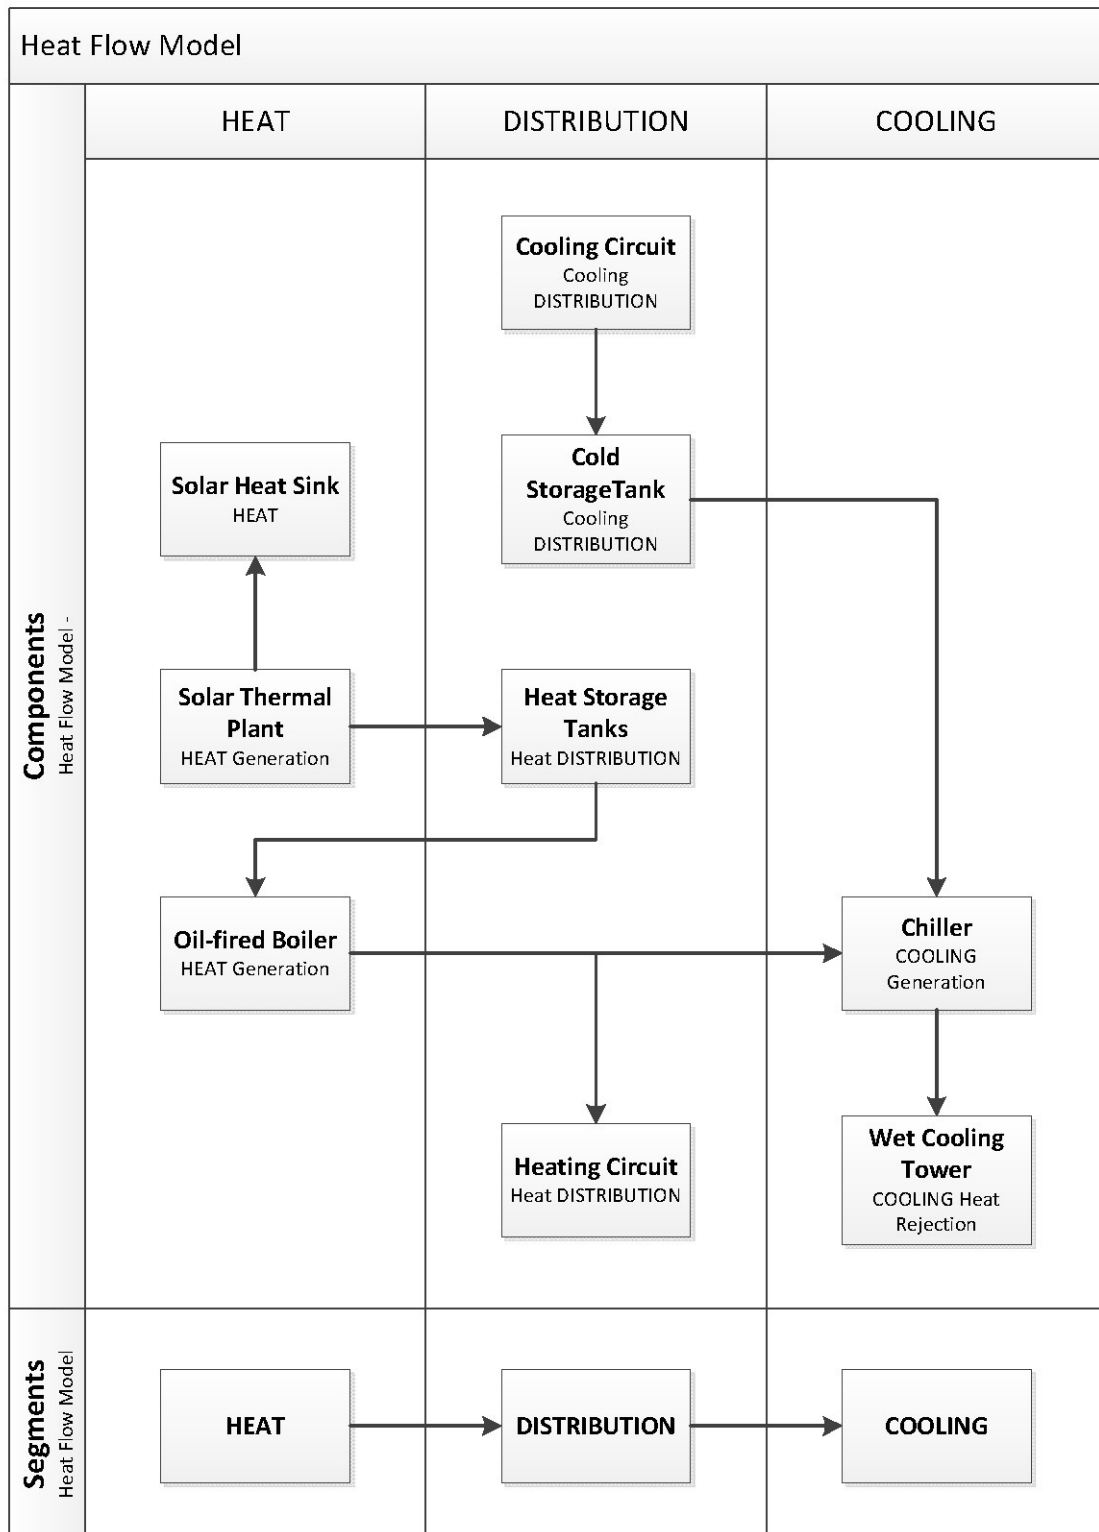 Heat Flow Model
HEAT
DISTRIBUTION
COOLING
Components
Heat Flow Model -
Cooling Circuit
Cooling
DISTRIBUTION
Solar Heat Sink
HEAT
Cold
StorageTank
Cooling
DISTRIBUTION
Solar Thermal
Plant
HEAT Generation
Heat Storage
Tanks
Heat DISTRIBUTION
Oil-fired Boiler
HEAT Generation
Chiller
COOLING
Generation
Heating Circuit
Heat DISTRIBUTION
Wet Cooling
Tower
COOLING Heat
Rejection
Segments
Heat Flow Model
HEAT
DISTRIBUTION
COOLING